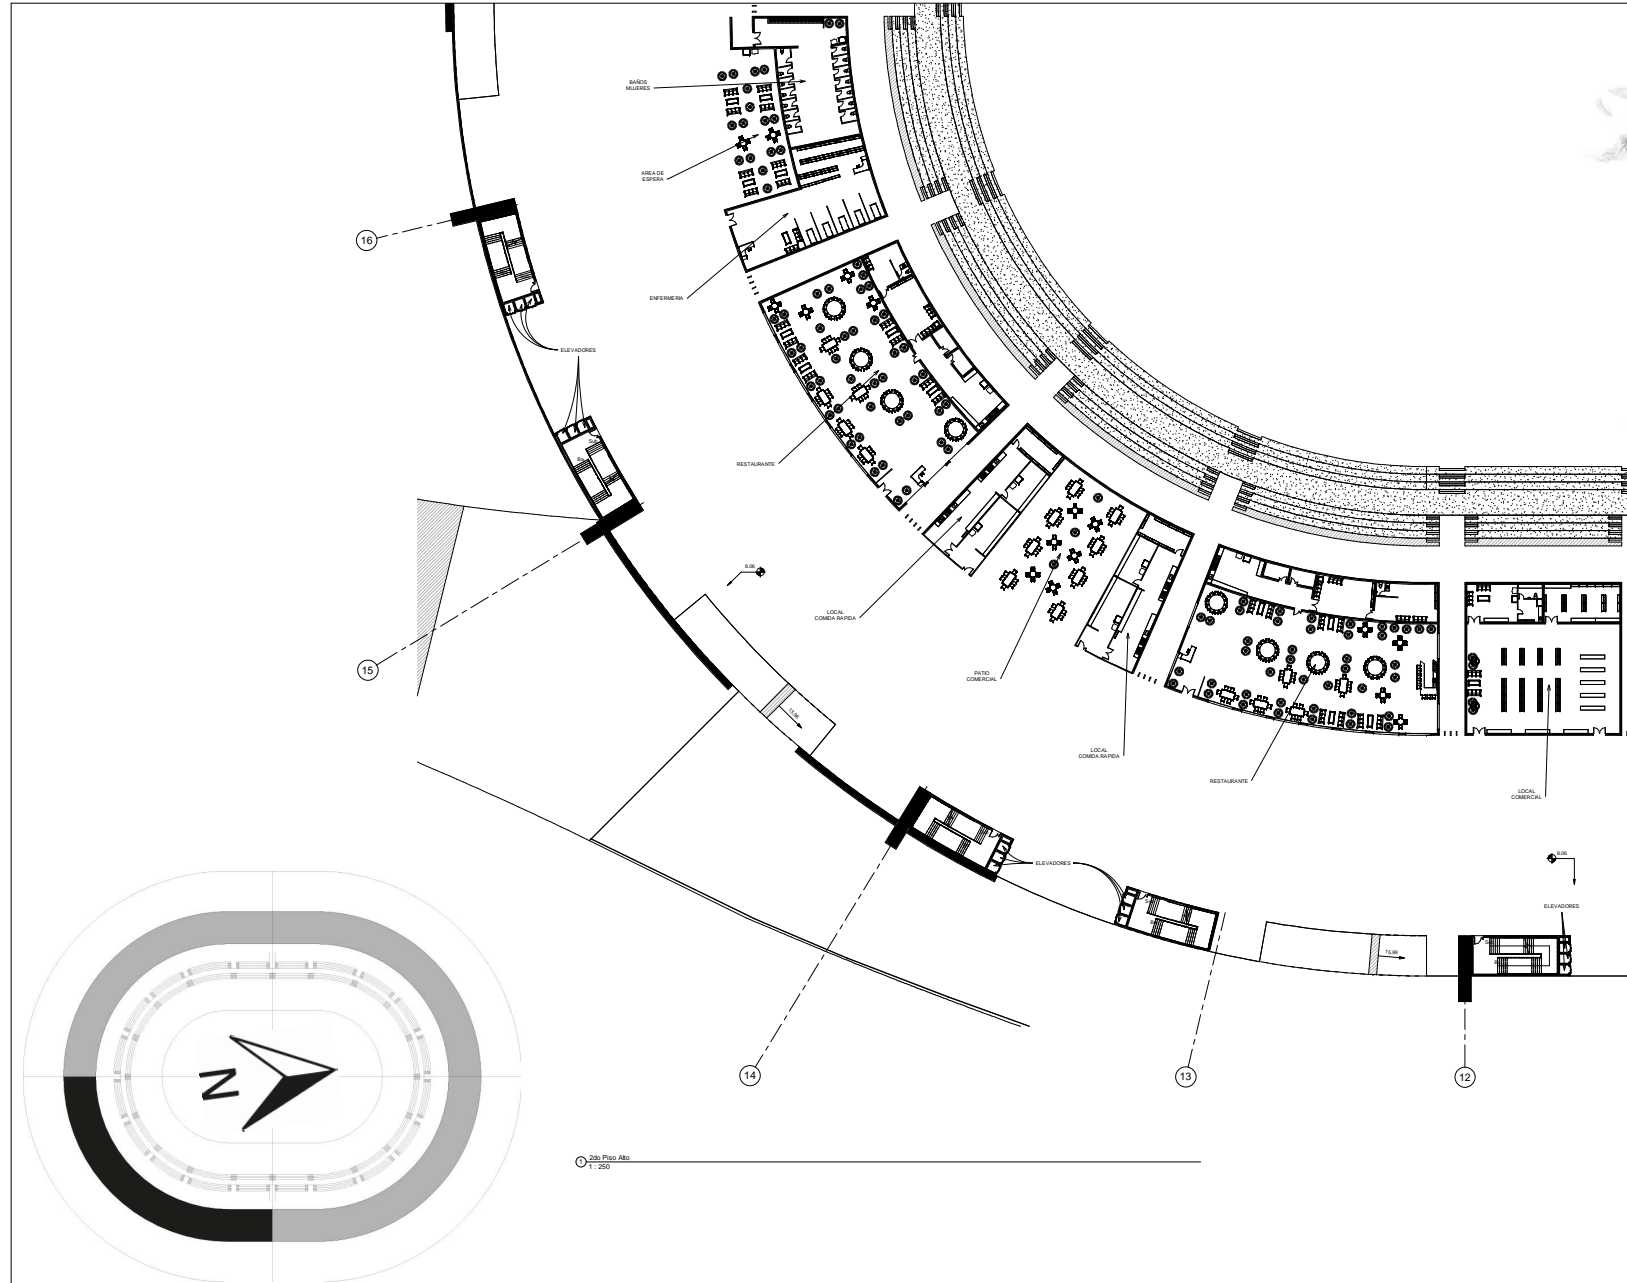 BAÑOS
MUJERES
AREA DE
ESPERA
16
ENFERMERIA
ELEVADORES
RESTAURANTE
8.06
LOCAL
COMIDA RAPIDA
15
PATIO
COMERCIAL
LOCAL
COMIDA RAPIDA
RESTAURANTE
LOCAL
COMERCIAL
ELEVADORES
8.06
ELEVADORES
15.99
14
13
12
N
1
2do Piso Alto
1 : 250